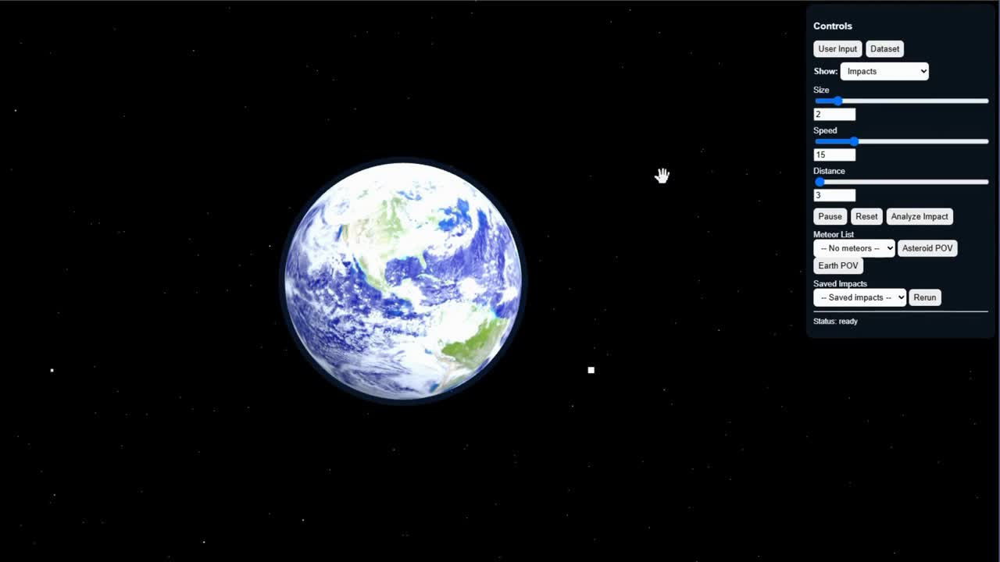 Controls
User Input Dataset
Show: Impacts
Size
2
Speed
15
Distance
3
Pause Reset Analyze Impact
Meteor List
-- No meteors -- Asteroid POV
Earth POV
Saved Impacts
-- Saved impacts -- Rerun
Status: ready